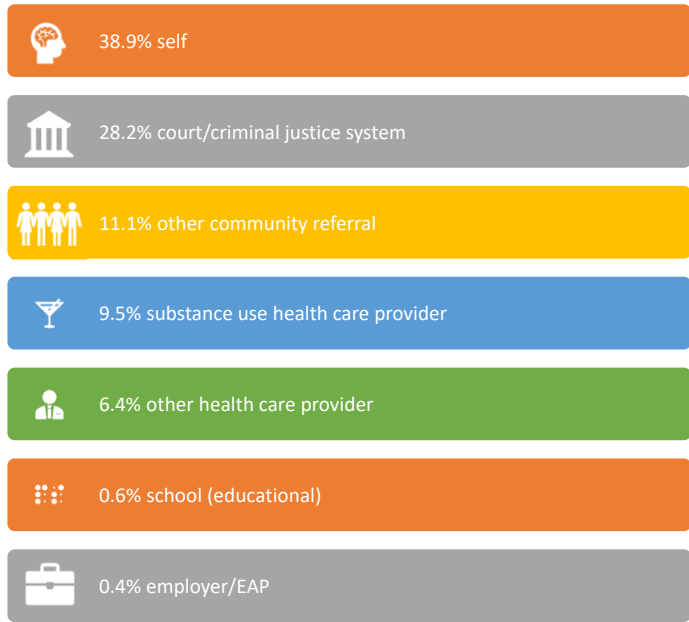 38.9% self
28.2% court/criminal justice system
11.1% other community referral
9.5% substance use health care provider
6.4% other health care provider
0.6% school (educational)
0.4% employer/EAP